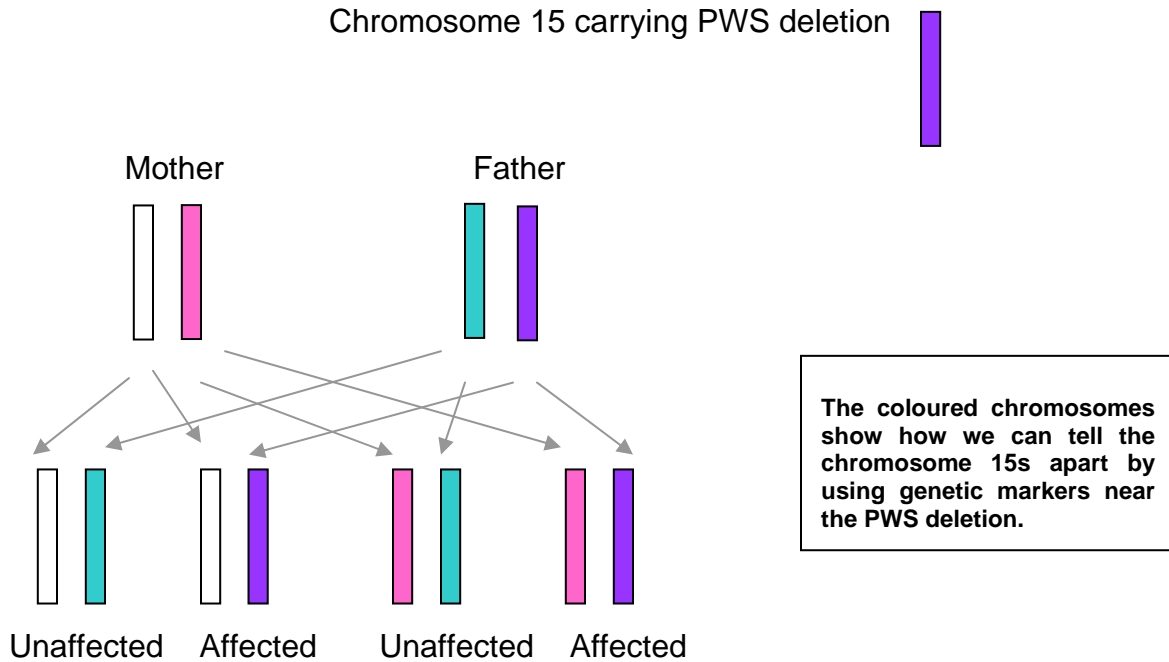 Chromosome 15 carrying PWS deletion
Mother Father
The coloured chromosomes
show how we can tell the
chromosome 15s apart by
using genetic markers near
the PWS deletion.
Unaffected Affected Unaffected Affected